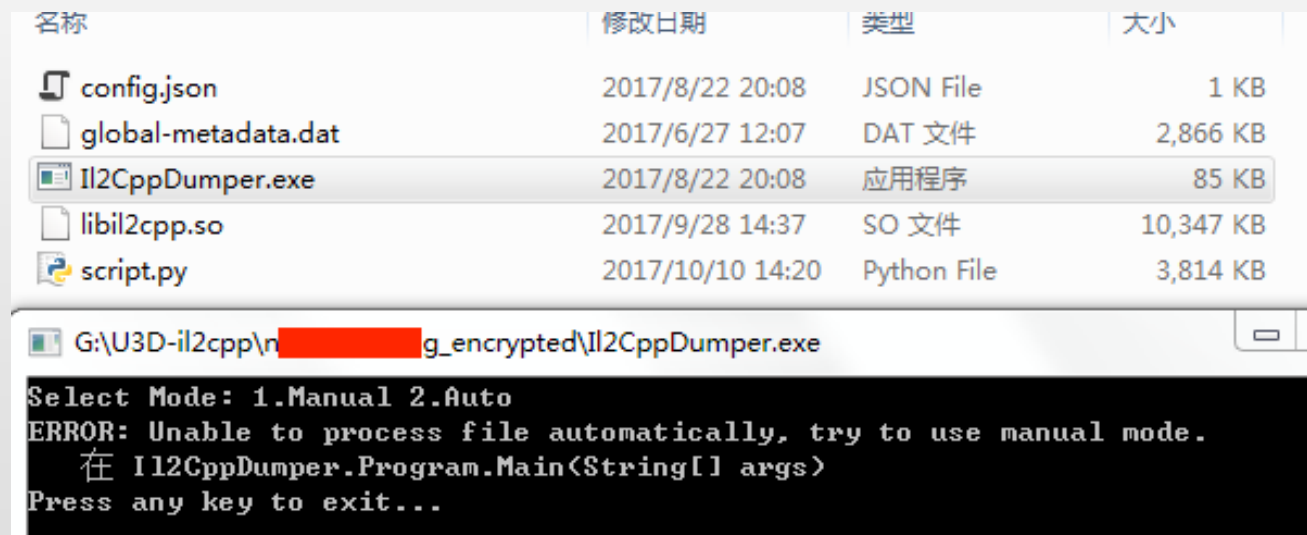 名称 修改日期 类型 大小
config.json 2017/8/22 20:08 JSON File 1 KB
global-metadata.dat 2017/6/27 12:07 DAT 文件 2,866 KB
Il2CppDumper.exe 2017/8/22 20:08 应用程序 85 KB
libil2cpp.so 2017/9/28 14:37 SO 文件 10,347 KB
script.py 2017/10/10 14:20 Python File 3,814 KB
G:\U3D-il2cpp\n g_encrypted\Il2CppDumper.exe
Select Mode: 1.Manual 2.Auto
ERROR: Unable to process file automatically, try to use manual mode.
在 Il2CppDumper.Program.Main(String[] args)
Press any key to exit...